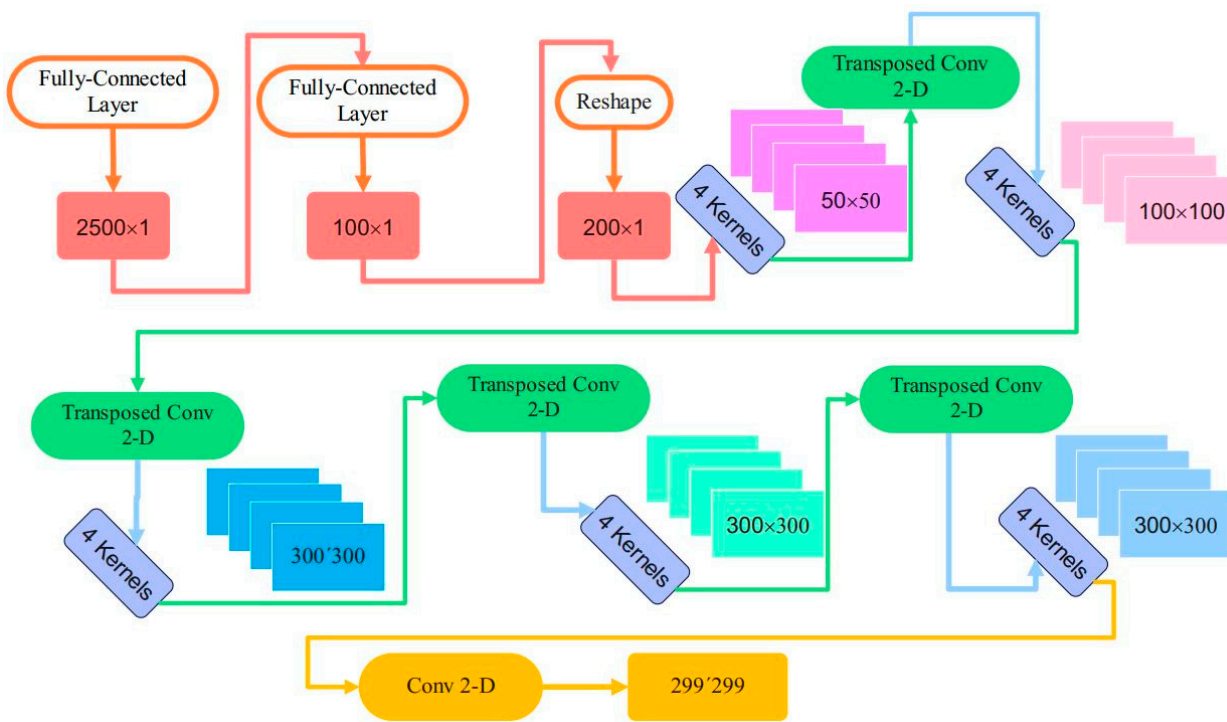 Fully-Connected
Layer
2500×1
Fully-Connected
Layer
100×1
Reshape
200×1
4 Kernels
50×50
Transposed Conv
2-D
4 Kernels
100×100
Transposed Conv
2-D
4 Kernels
300´300
Transposed Conv
2-D
4 Kernels
300×300
Transposed Conv
2-D
4 Kernels
300×300
Conv 2-D
299´299